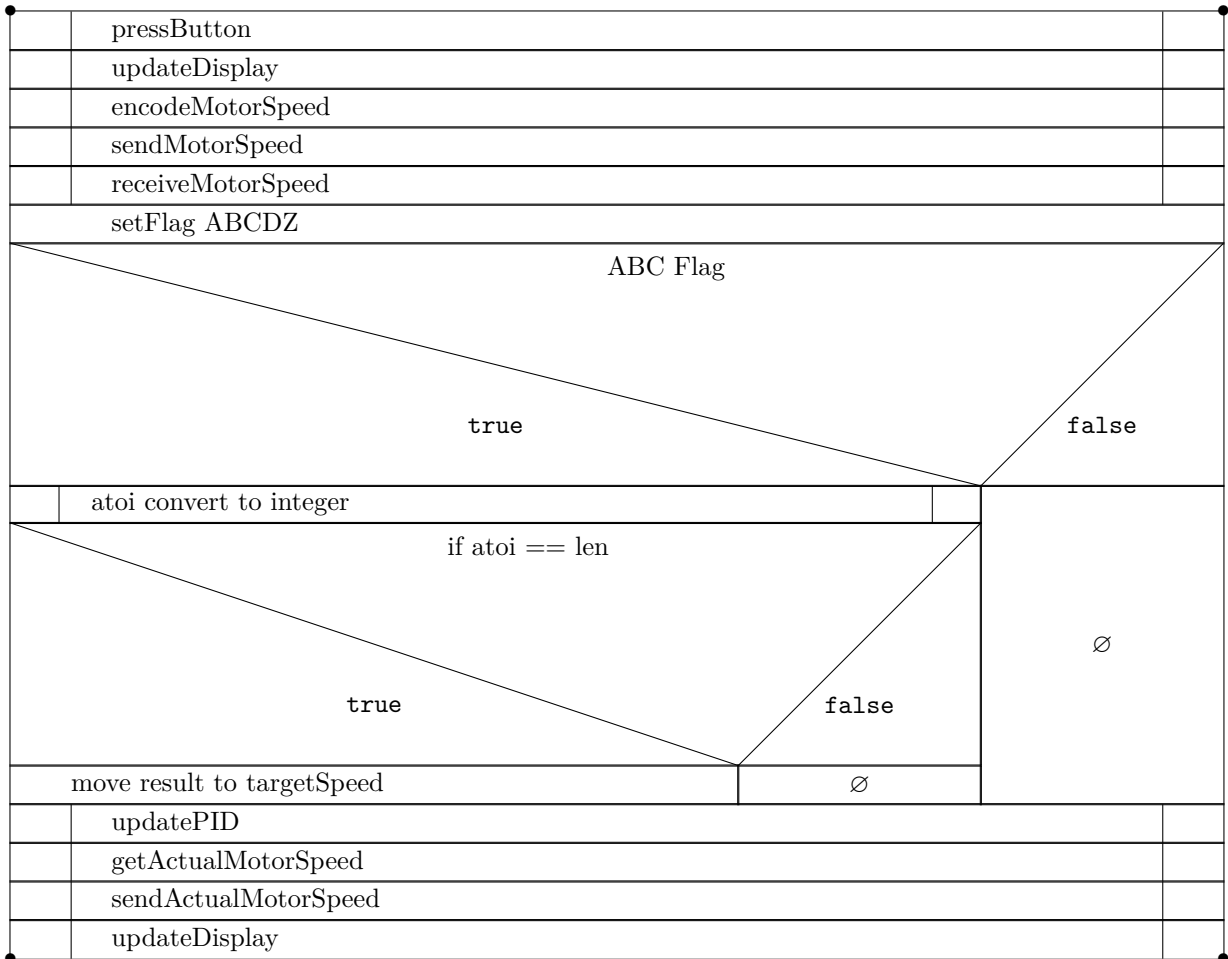 pressButton
updateDisplay
encodeMotorSpeed
sendMotorSpeed
receiveMotorSpeed
setFlag ABCDZ
ABC Flag
true
false
atoi convert to integer
if atoi == len
∅
true
false
move result to targetSpeed
∅
updatePID
getActualMotorSpeed
sendActualMotorSpeed
updateDisplay